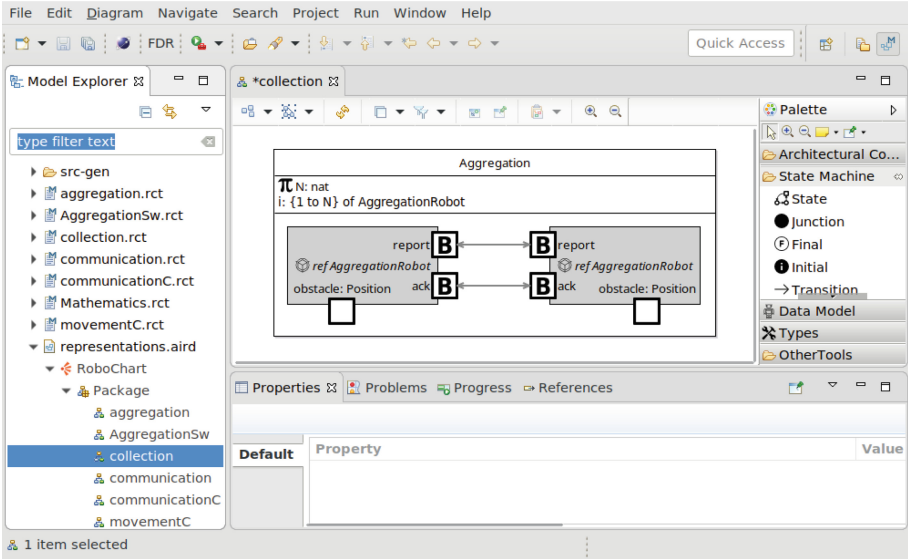 File Edit Diagram Navigate Search Project Run Window Help
FDR Quick Access
Model Explorer
type filter text
src-gen
aggregation.rct
AggregationSw.rct
collection.rct
communication.rct
communicationC.rct
Mathematics.rct
movementC.rct
representations.aird
RoboChart
Package
aggregation
AggregationSw
collection
communication
communicationC
movementC
*collection
Aggregation
π N: nat
i: {1 to N} of AggregationRobot
report B B report
ref AggregationRobot ref AggregationRobot
ack B B ack
obstacle: Position obstacle: Position
Palette
Architectural Co...
State Machine
State
Junction
F Final
i Initial
Transition
Data Model
Types
OtherTools
Properties Problems Progress References
Default
Property Value
1 item selected